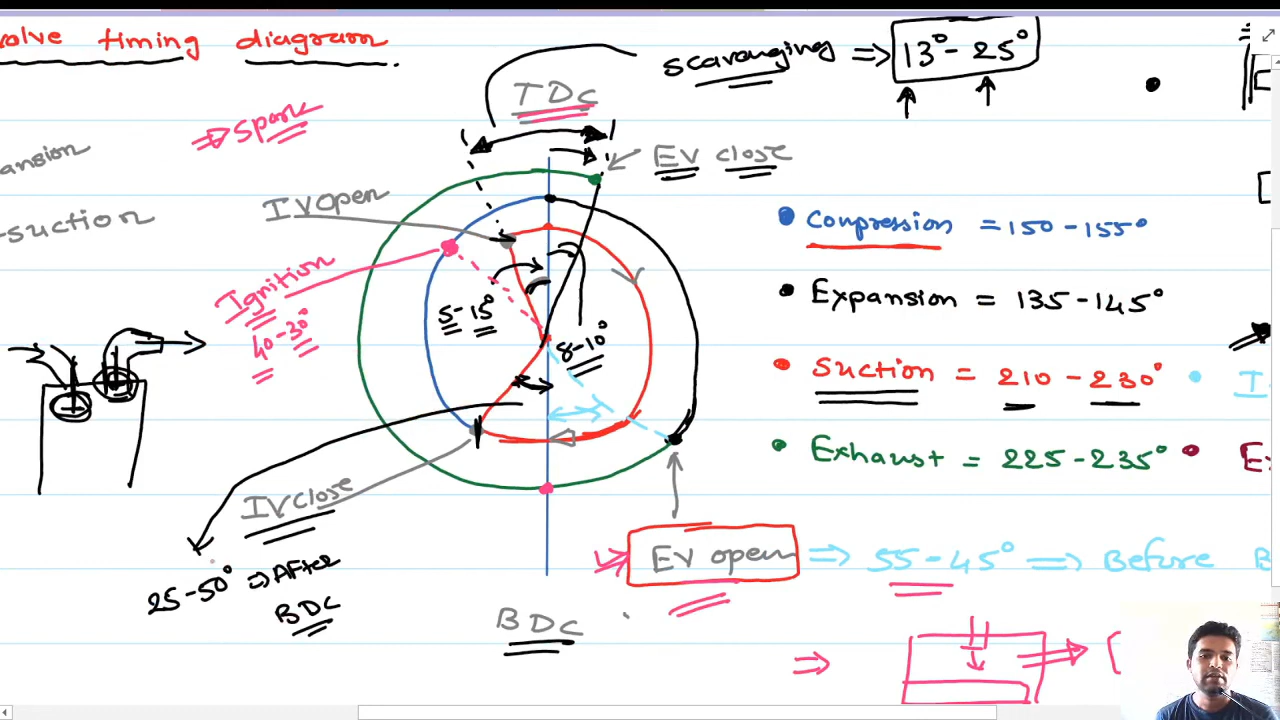 volve timing diagram
scavanging ⇒ 13° - 25°
TDC
⇒ Spark
EV close
ansion
IV open
-suction
Compression = 150 - 155°
Ignition
40 - 30°
5 - 15°
8 - 10°
Expansion = 135 - 145°
Suction = 210 - 230°
I
Exhaust = 225 - 235°
E
IV close
EV open ⇒ 55 - 45° ⇒ Before B
25 - 50° ⇒ After
BDC
BDC